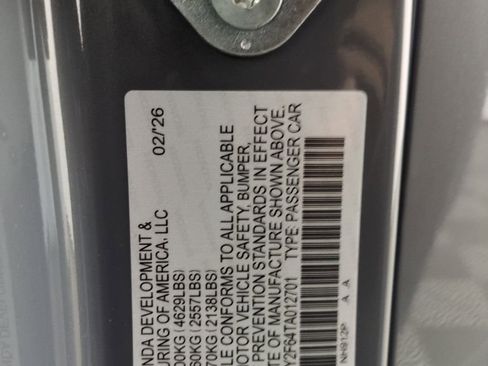 NDA DEVELOPMENT &
URING OF AMERICA, LLC
02/'26
00KG(4629LBS)
60KG(2557LBS)
70KG(2138LBS)
LE CONFORMS TO ALL APPLICABLE
MOTOR VEHICLE SAFETY, BUMPER,
PREVENTION STANDARDS IN EFFECT
TE OF MANUFACTURE SHOWN ABOVE.
Y2F64TA012701 TYPE: PASSENGER CAR
NH912P A A